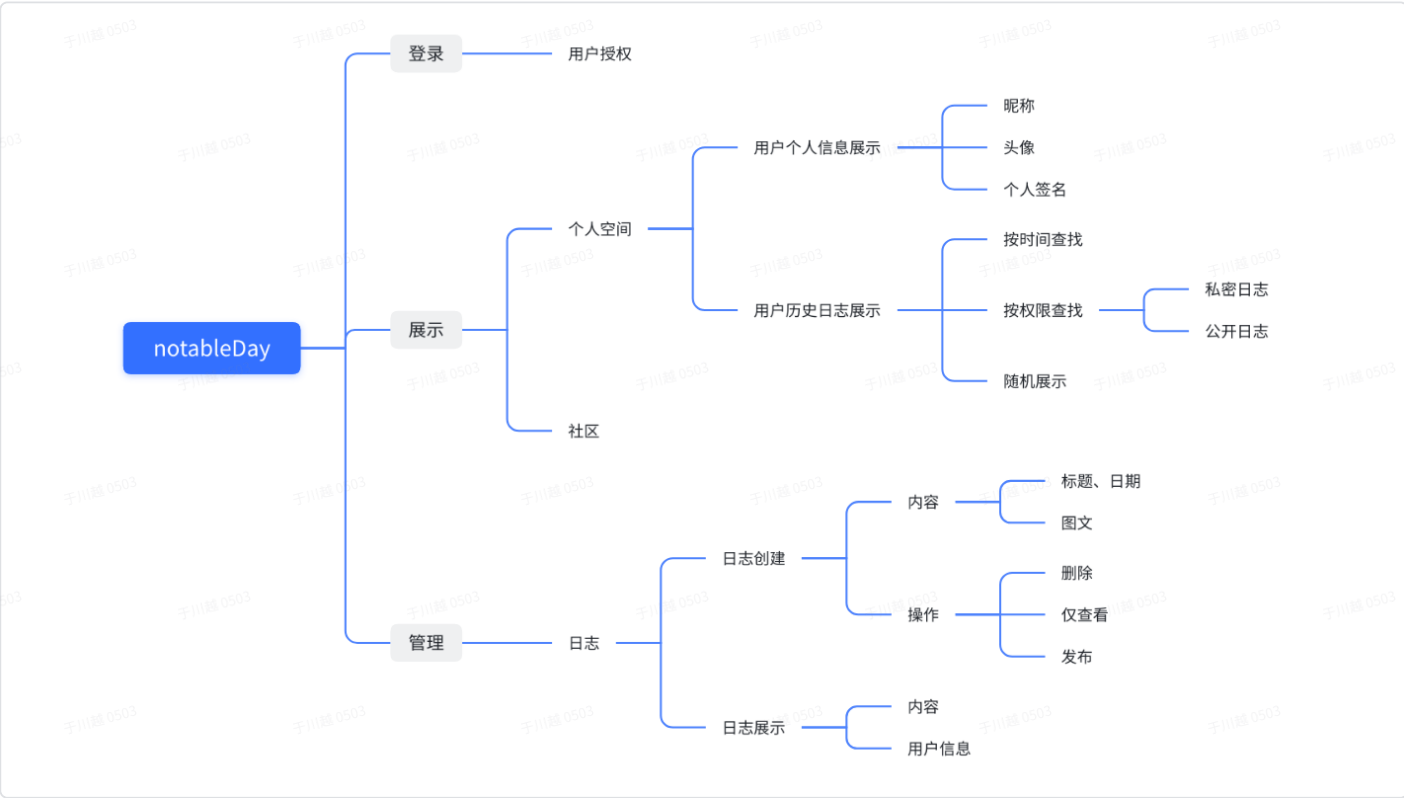 登录
用户授权
昵称
用户个人信息展示
头像
个人签名
个人空间
按时间查找
私密日志
用户历史日志展示
按权限查找
公开日志
展示
notableDay
随机展示
社区
标题、日期
内容
图文
日志创建
删除
操作
仅查看
管理
日志
发布
内容
日志展示
用户信息
于川越 0503